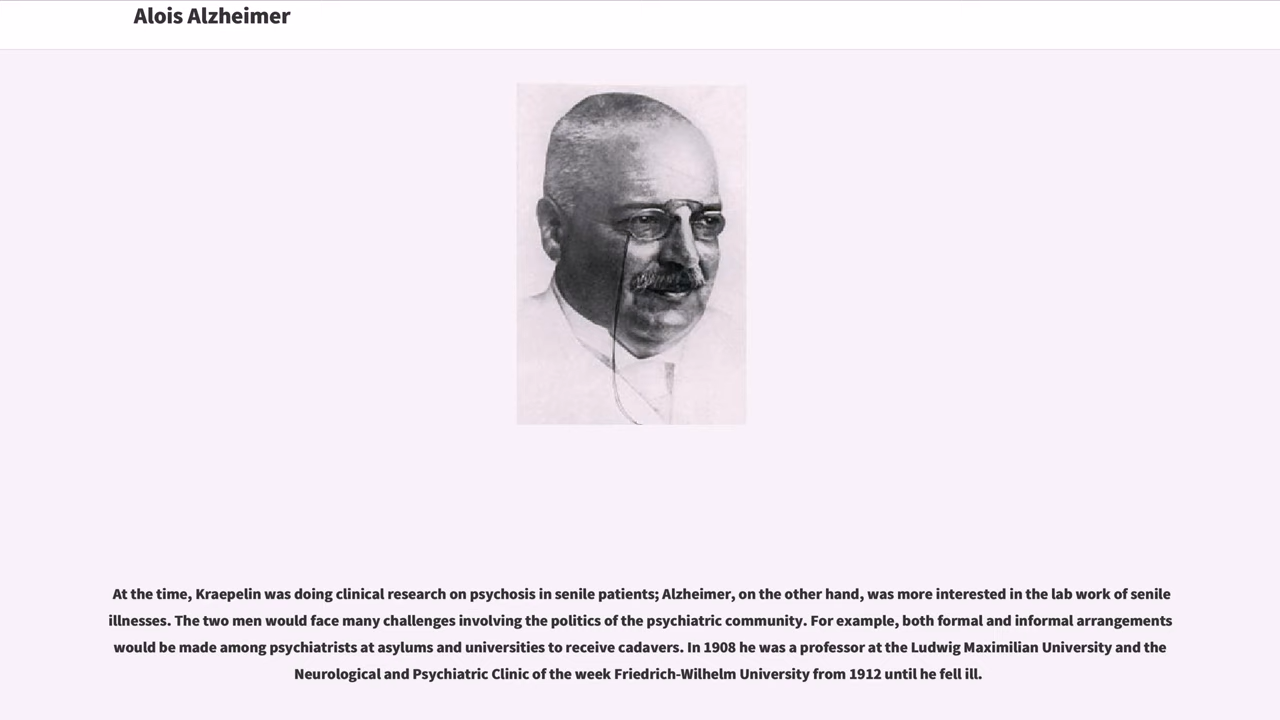 Alois Alzheimer
At the time, Kraepelin was doing clinical research on psychosis in senile patients; Alzheimer, on the other hand, was more interested in the lab work of senile
illnesses. The two men would face many challenges involving the politics of the psychiatric community. For example, both formal and informal arrangements
would be made among psychiatrists at asylums and universities to receive cadavers. In 1908 he was a professor at the Ludwig Maximilian University and the
Neurological and Psychiatric Clinic of the week Friedrich-Wilhelm University from 1912 until he fell ill.